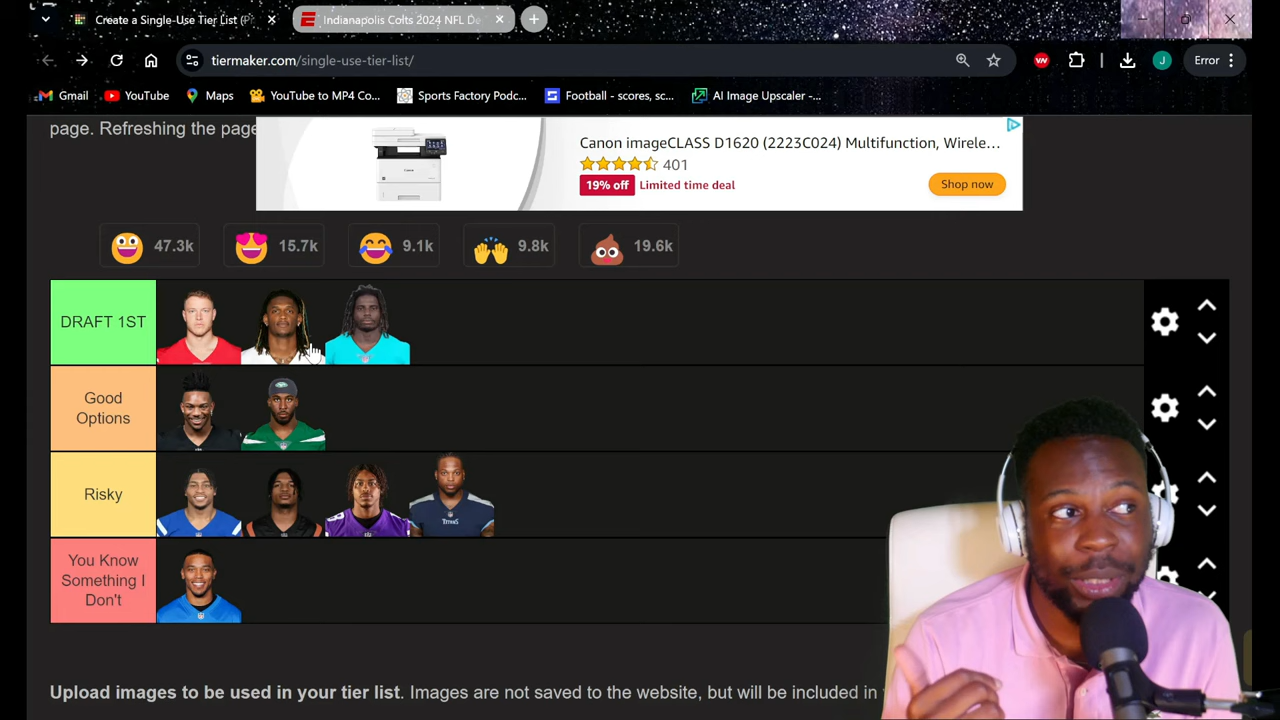 Create a Single-Use Tier List (P
Indianapolis Colts 2024 NFL De
tiermaker.com/single-use-tier-list/
Error
Gmail
YouTube
Maps
YouTube to MP4 Co...
Sports Factory Podc...
Football - scores, sc...
AI Image Upscaler -...
page. Refreshing the page
Canon imageCLASS D1620 (2223C024) Multifunction, Wirele...
401
19% off Limited time deal
Shop now
47.3k
15.7k
9.1k
9.8k
19.6k
DRAFT 1ST
Good
Options
Risky
TITANS
You Know
Something I
Don't
Upload images to be used in your tier list. Images are not saved to the website, but will be included in